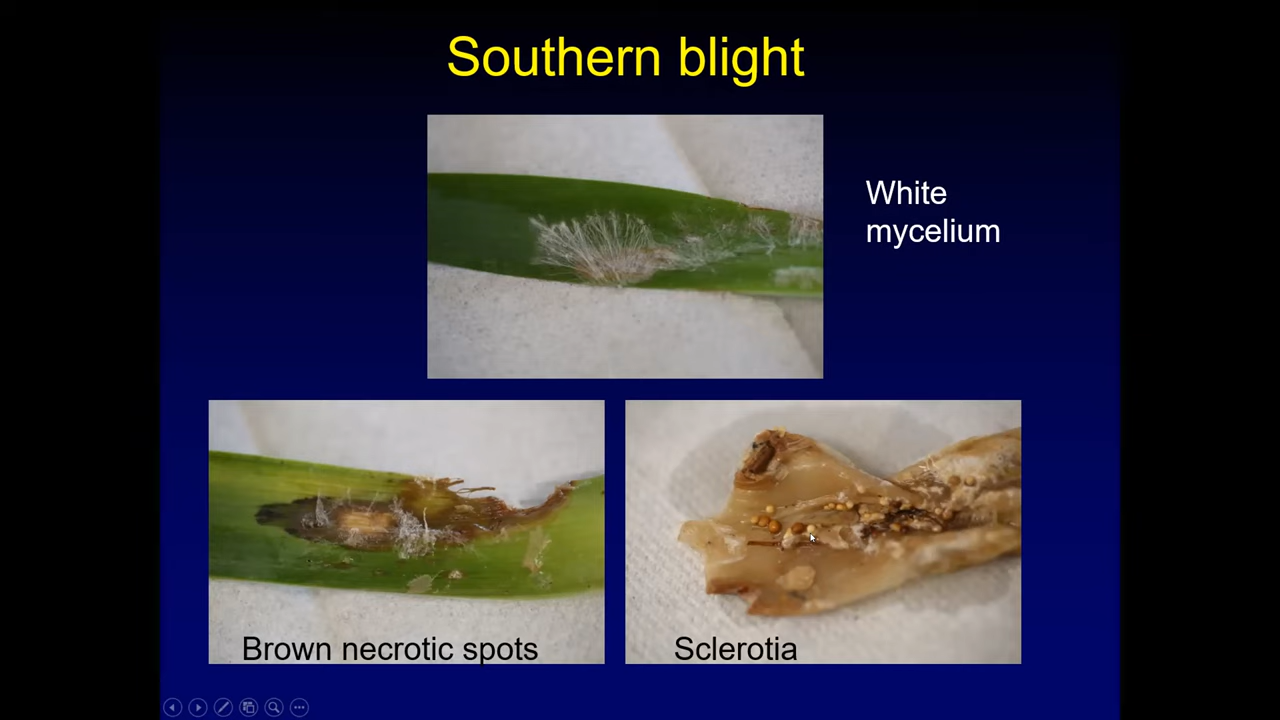 Southern blight
White
mycelium
Brown necrotic spots
Sclerotia